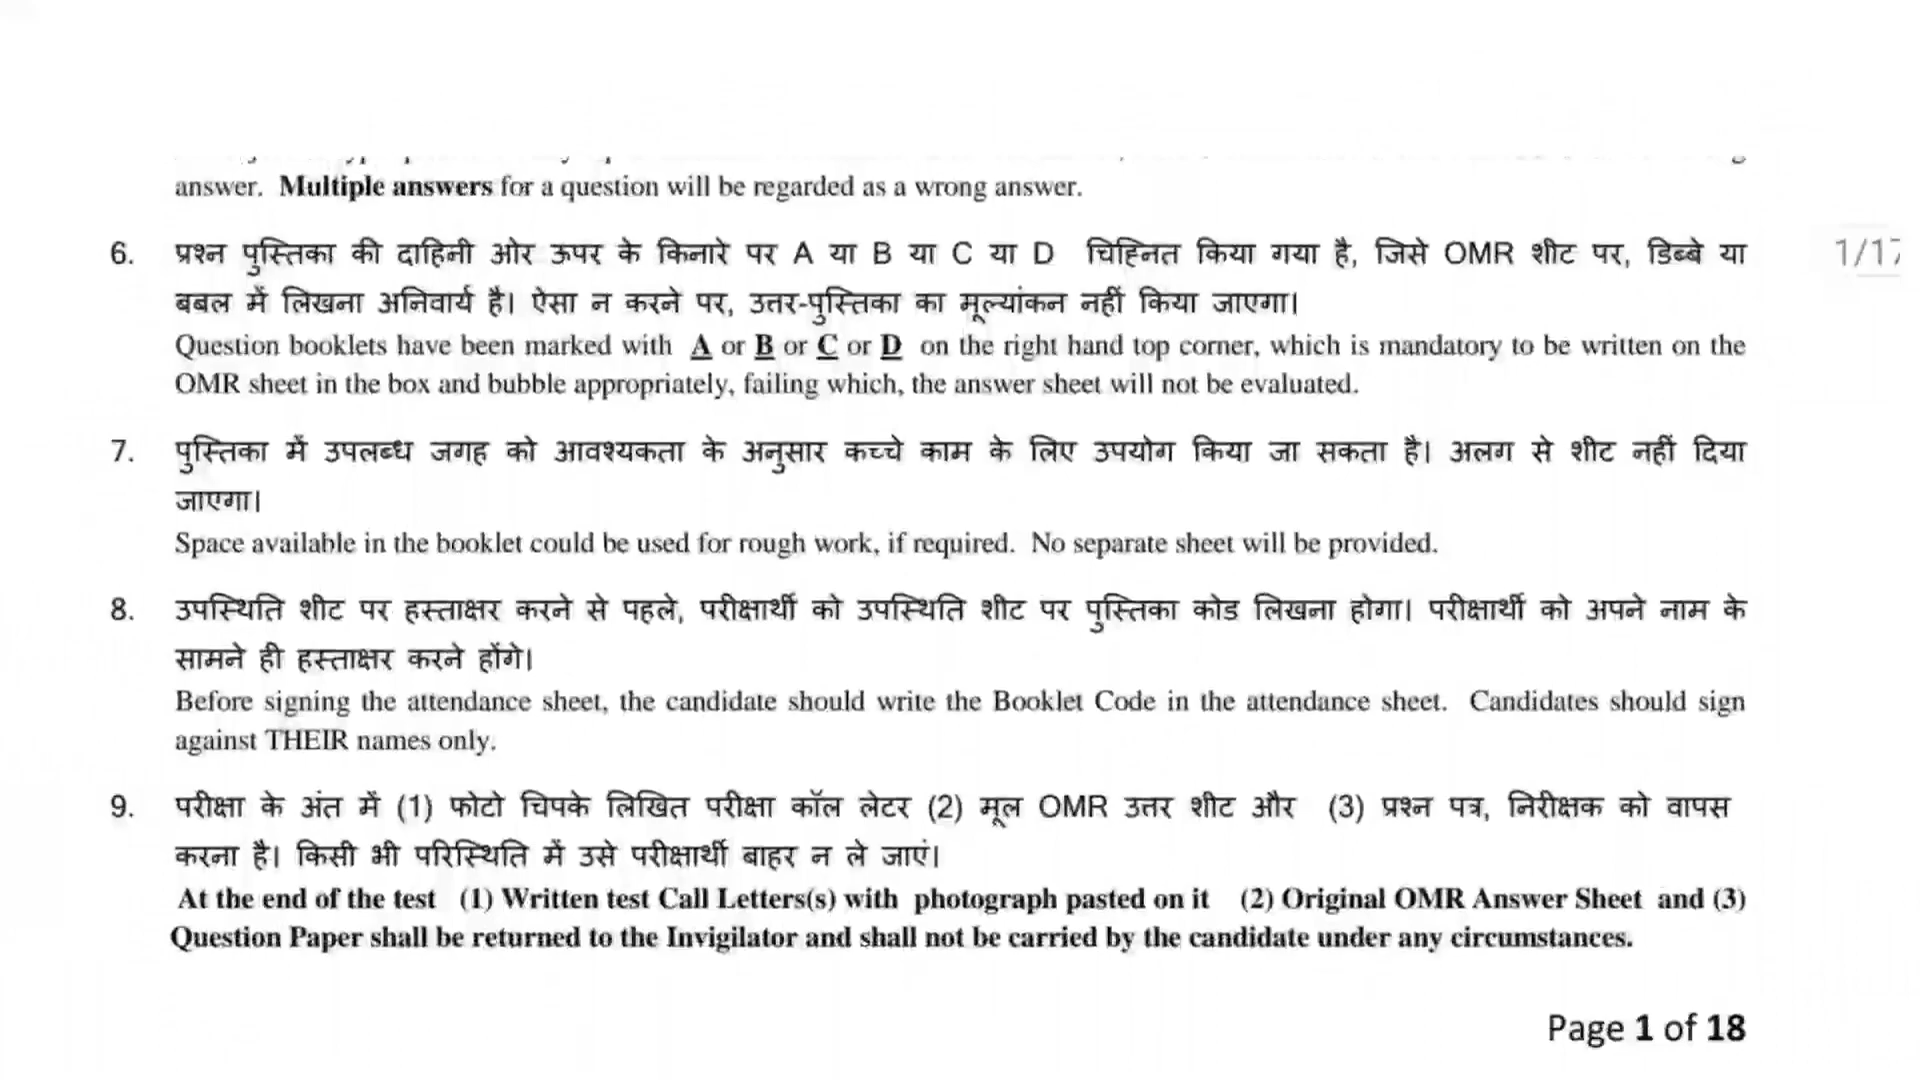 answer. Multiple answers for a question will be regarded as a wrong answer.
6. प्रश्न पुस्तिका की दाहिनी ओर ऊपर के किनारे पर A या B या C या D चिह्नित किया गया है, जिसे OMR शीट पर, डिब्बे या
बबल में लिखना अनिवार्य है। ऐसा न करने पर, उत्तर-पुस्तिका का मूल्यांकन नहीं किया जाएगा।
Question booklets have been marked with A or B or C or D on the right hand top corner, which is mandatory to be written on the
OMR sheet in the box and bubble appropriately, failing which, the answer sheet will not be evaluated.
1/17
7. पुस्तिका में उपलब्ध जगह को आवश्यकता के अनुसार कच्चे काम के लिए उपयोग किया जा सकता है। अलग से शीट नहीं दिया
जाएगा।
Space available in the booklet could be used for rough work, if required. No separate sheet will be provided.
8. उपस्थिति शीट पर हस्ताक्षर करने से पहले, परीक्षार्थी को उपस्थिति शीट पर पुस्तिका कोड लिखना होगा। परीक्षार्थी को अपने नाम के
सामने ही हस्ताक्षर करने होंगे।
Before signing the attendance sheet, the candidate should write the Booklet Code in the attendance sheet. Candidates should sign
against THEIR names only.
9. परीक्षा के अंत में (1) फोटो चिपके लिखित परीक्षा कॉल लेटर (2) मूल OMR उत्तर शीट और (3) प्रश्न पत्र, निरीक्षक को वापस
करना है। किसी भी परिस्थिति में उसे परीक्षार्थी बाहर न ले जाएं।
At the end of the test (1) Written test Call Letters(s) with photograph pasted on it (2) Original OMR Answer Sheet and (3)
Question Paper shall be returned to the Invigilator and shall not be carried by the candidate under any circumstances.
Page 1 of 18